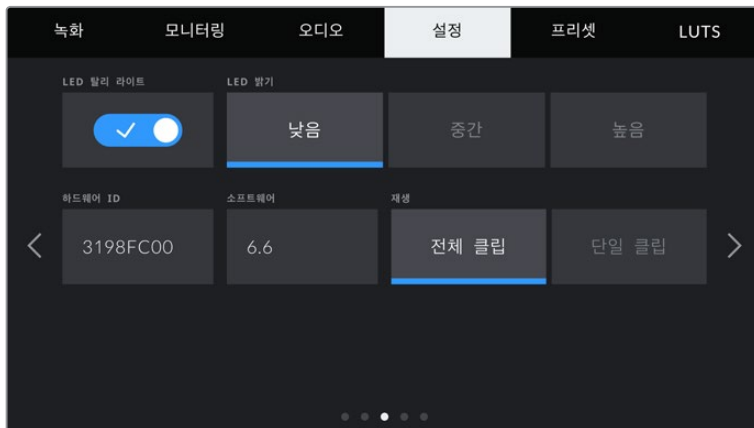 녹화 모니터링 오디오 설정 프리셋 LUTS
LED 탈리 라이트 LED 밝기
낮음 중간 높음
하드웨어 ID 소프트웨어 재생
3198FC00 6.6 전체 클립 단일 클립